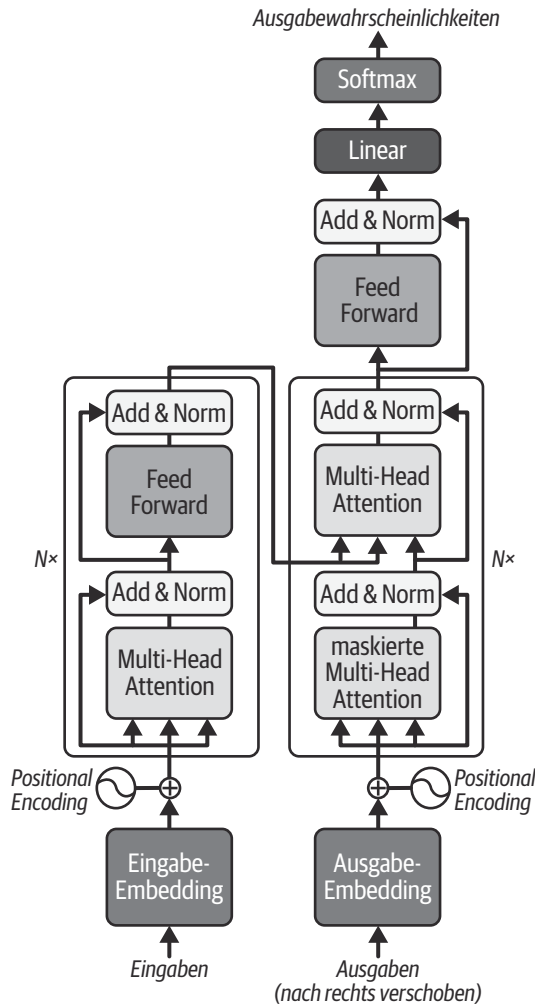 Ausgabewahrscheinlichkeiten
Softmax
Linear
Add & Norm
Feed
Forward
Add & Norm
Feed
Forward
N×
Add & Norm
Multi-Head
Attention
Positional
Encoding
Eingabe-
Embedding
Eingaben
Add & Norm
Multi-Head
Attention
N×
Add & Norm
maskierte
Multi-Head
Attention
Positional
Encoding
Ausgabe-
Embedding
Ausgaben
(nach rechts verschoben)